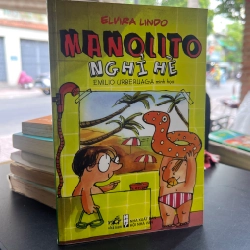 ELVIRA LINDO
MANOLITO
NGHỈ HÈ
EMILIO URBERUAGA minh họa